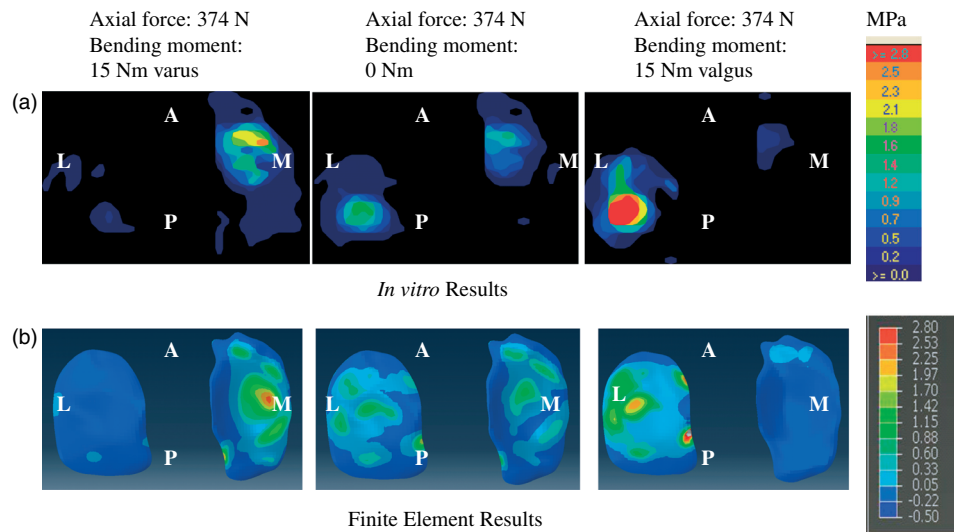 Axial force: 374 N
Bending moment:
15 Nm varus
Axial force: 374 N
Bending moment:
0 Nm
Axial force: 374 N
Bending moment:
15 Nm valgus
MPa
(a)
A
L
M
P
A
L
M
P
A
L
M
P
>= 2.8
2.5
2.3
2.1
1.8
1.6
1.4
1.2
0.9
0.7
0.5
0.2
>= 0.0
In vitro Results
(b)
A
L
M
P
A
L
M
P
A
L
M
P
2.80
2.53
2.25
1.97
1.70
1.42
1.15
0.88
0.60
0.33
0.05
-0.22
-0.50
Finite Element Results